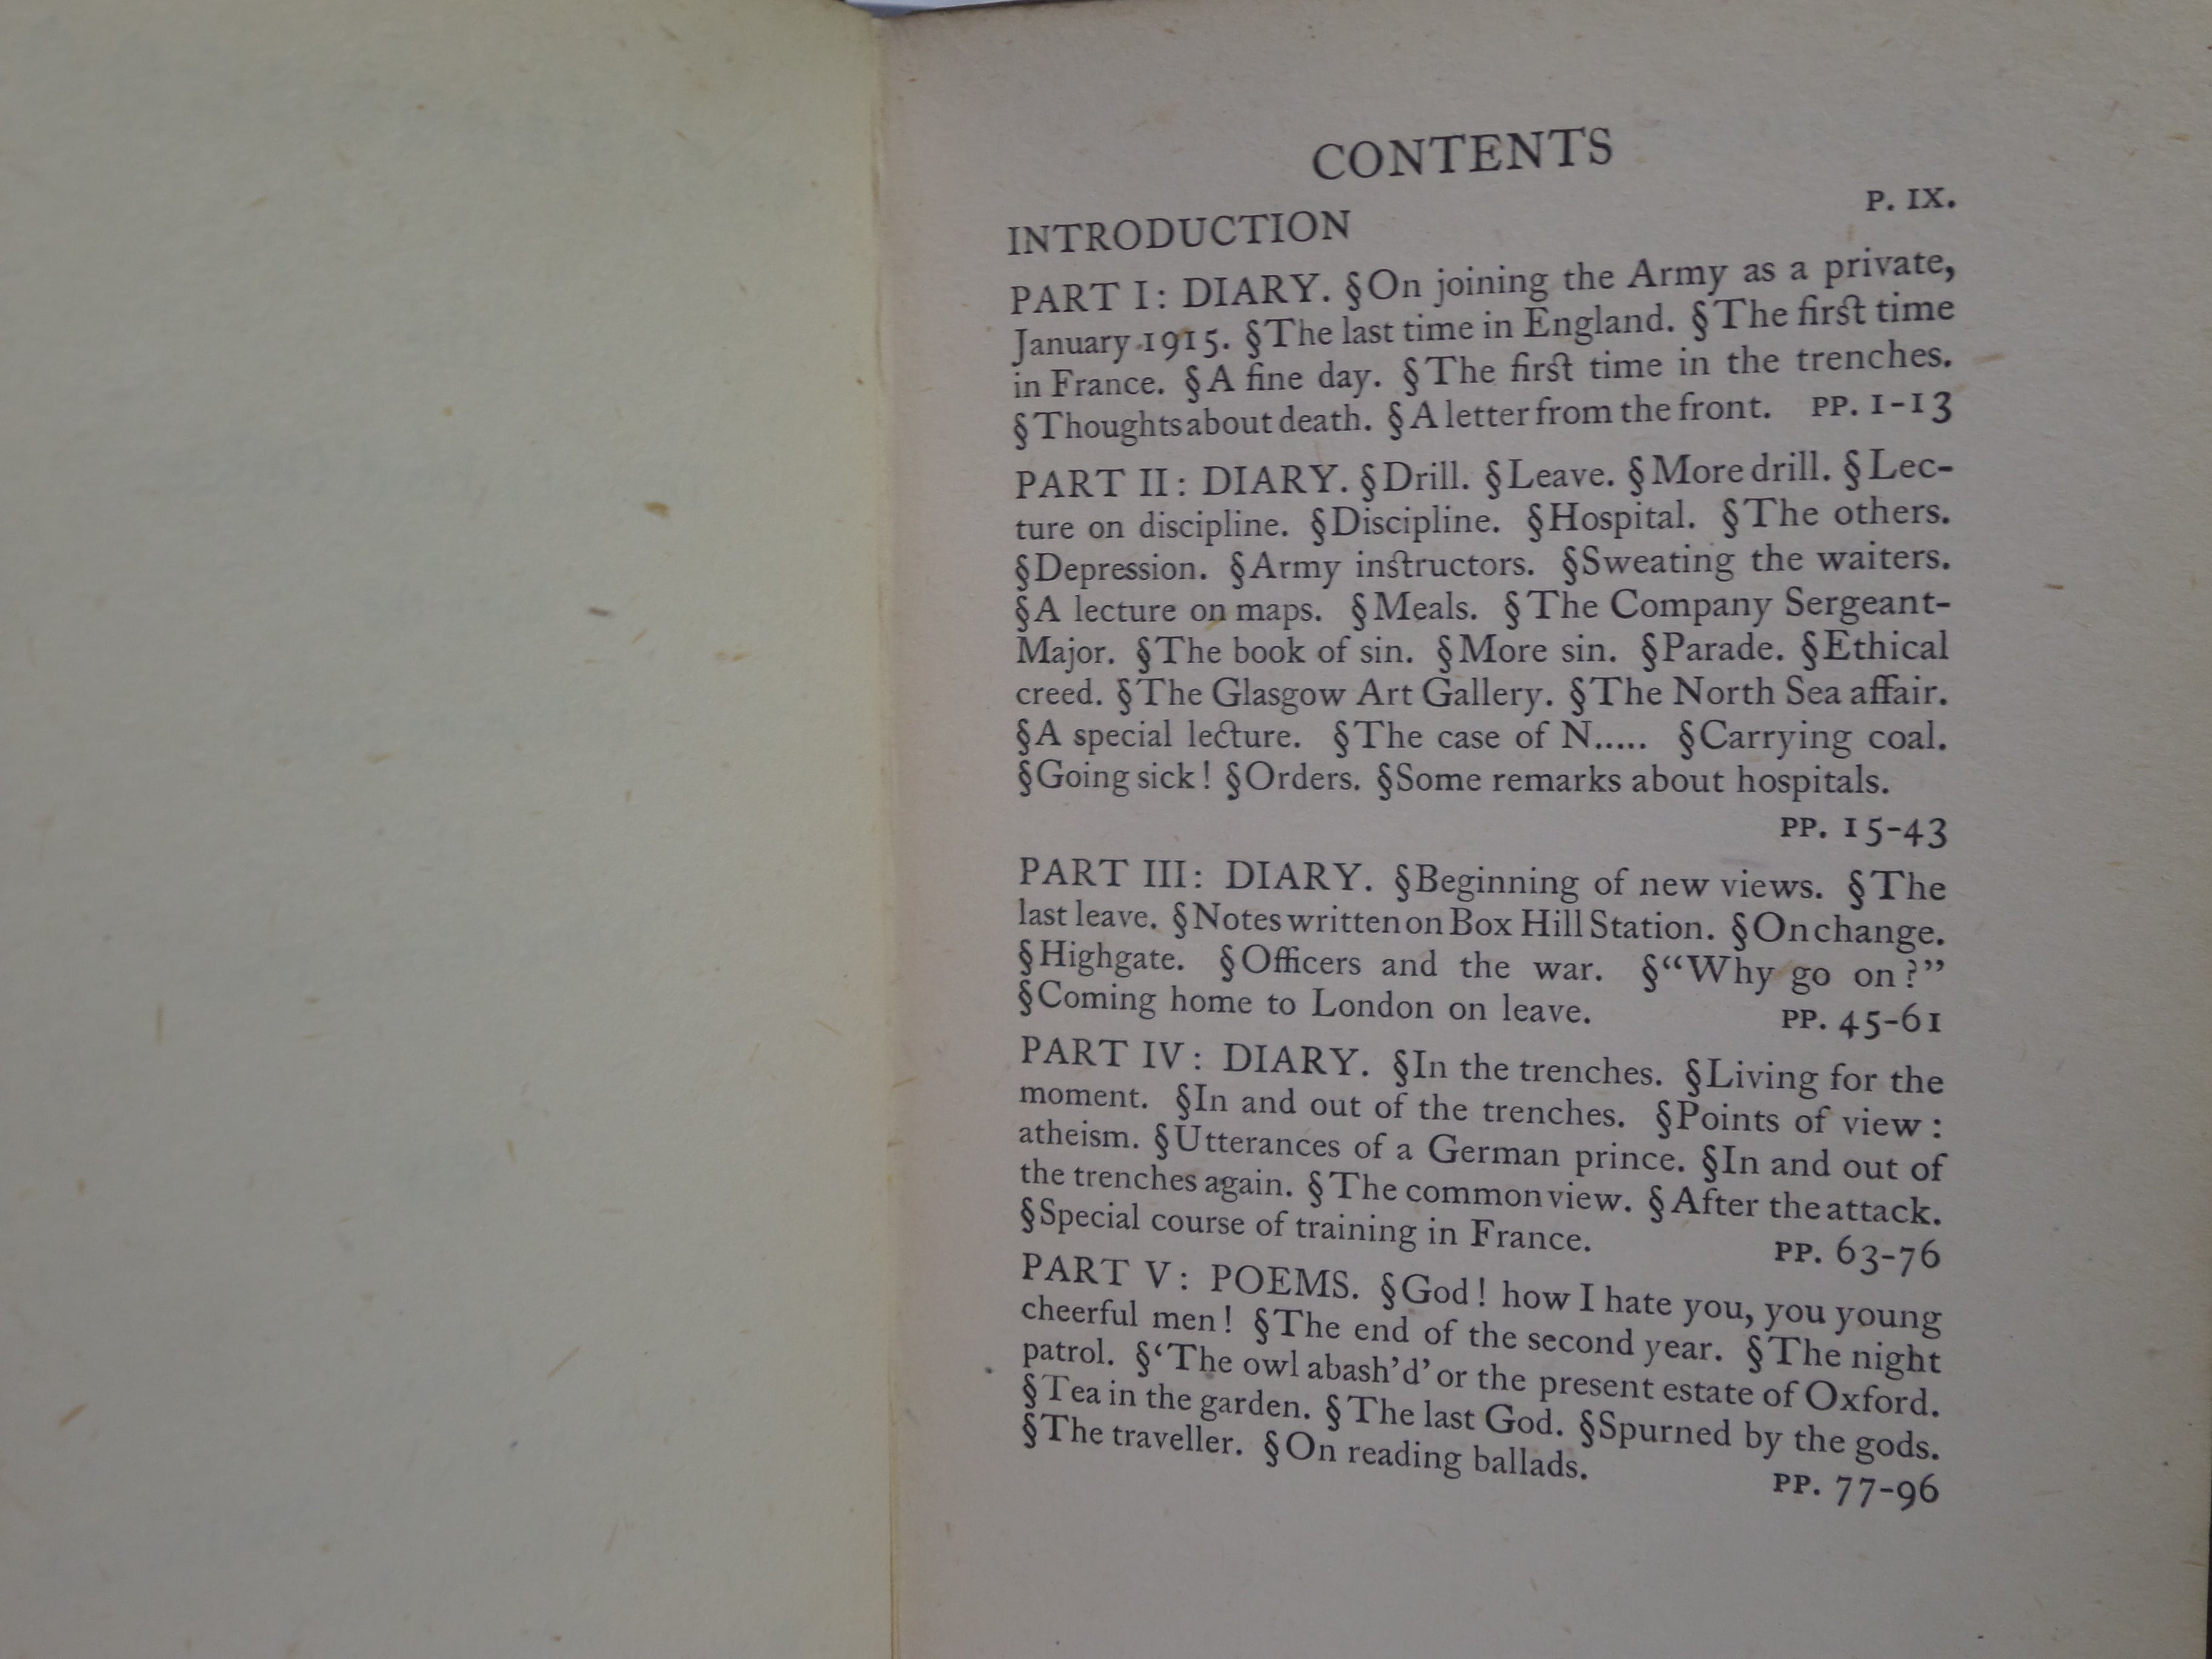 CONTENTS
INTRODUCTION P. IX.
PART I: DIARY. §On joining the Army as a private,
January 1915. §The last time in England. §The first time
in France. §A fine day. §The first time in the trenches.
§Thoughts about death. §A letter from the front. PP. 1-13
PART II: DIARY. §Drill. §Leave. §More drill. §Lec-
ture on discipline. §Discipline. §Hospital. §The others.
§Depression. §Army instructors. §Sweating the waiters.
§A lecture on maps. §Meals. §The Company Sergeant-
Major. §The book of sin. §More sin. §Parade. §Ethical
creed. §The Glasgow Art Gallery. §The North Sea affair.
§A special lecture. §The case of N..... §Carrying coal.
§Going sick! §Orders. §Some remarks about hospitals.
PP. 15-43
PART III: DIARY. §Beginning of new views. §The
last leave. §Notes written on Box Hill Station. §On change.
§Highgate. §Officers and the war. §“Why go on?”
§Coming home to London on leave. PP. 45-61
PART IV: DIARY. §In the trenches. §Living for the
moment. §In and out of the trenches. §Points of view:
atheism. §Utterances of a German prince. §In and out of
the trenches again. §The common view. §After the attack.
§Special course of training in France. PP. 63-76
PART V: POEMS. §God! how I hate you, you young
cheerful men! §The end of the second year. §The night
patrol. §‘The owl abash’d’ or the present estate of Oxford.
§Tea in the garden. §The last God. §Spurned by the gods.
§The traveller. §On reading ballads. PP. 77-96